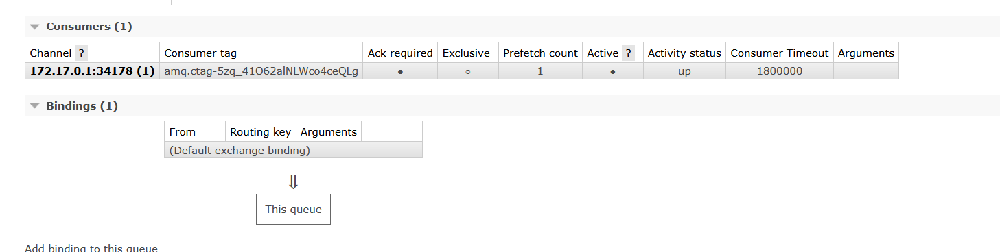 Consumers (1)
Channel ? Consumer tag Ack required Exclusive Prefetch count Active ? Activity status Consumer Timeout Arguments
172.17.0.1:34178 (1) amq.ctag-5zq_41O62alNLWco4ceQLg ● ○ 1 ● up 1800000
Bindings (1)
From Routing key Arguments
(Default exchange binding)
⇓
This queue
Add binding to this queue